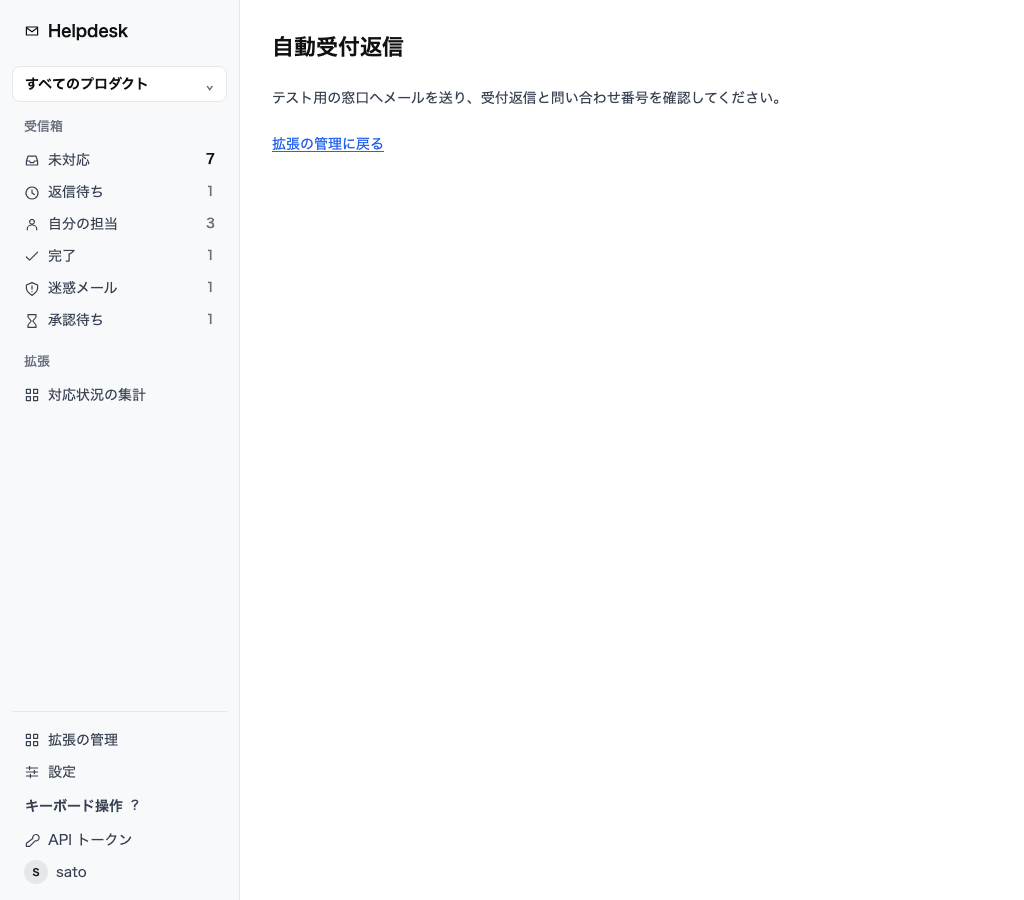 Helpdesk
すべてのプロダクト
受信箱
未対応 7
返信待ち 1
自分の担当 3
完了 1
迷惑メール 1
承認待ち 1
拡張
対応状況の集計
拡張の管理
設定
キーボード操作 ?
API トークン
S sato
自動受付返信
テスト用の窓口へメールを送り、受付返信と問い合わせ番号を確認してください。
拡張の管理に戻る